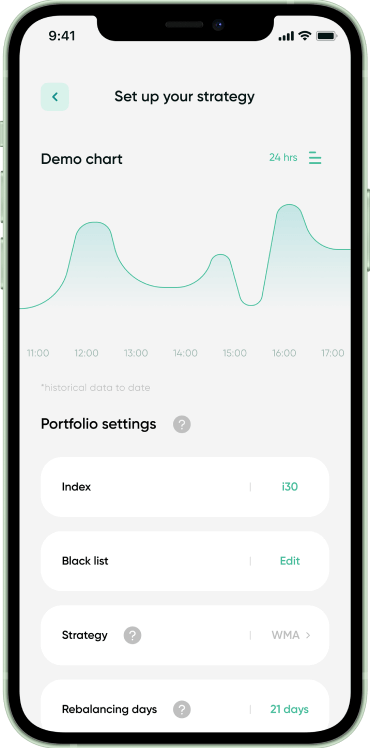 9:41
Set up your strategy
Demo chart 24 hrs
11:00 12:00 13:00 14:00 15:00 16:00 17:00
*historical data to date
Portfolio settings ?
Index i30
Black list Edit
Strategy ? WMA >
Rebalancing days ? 21 days